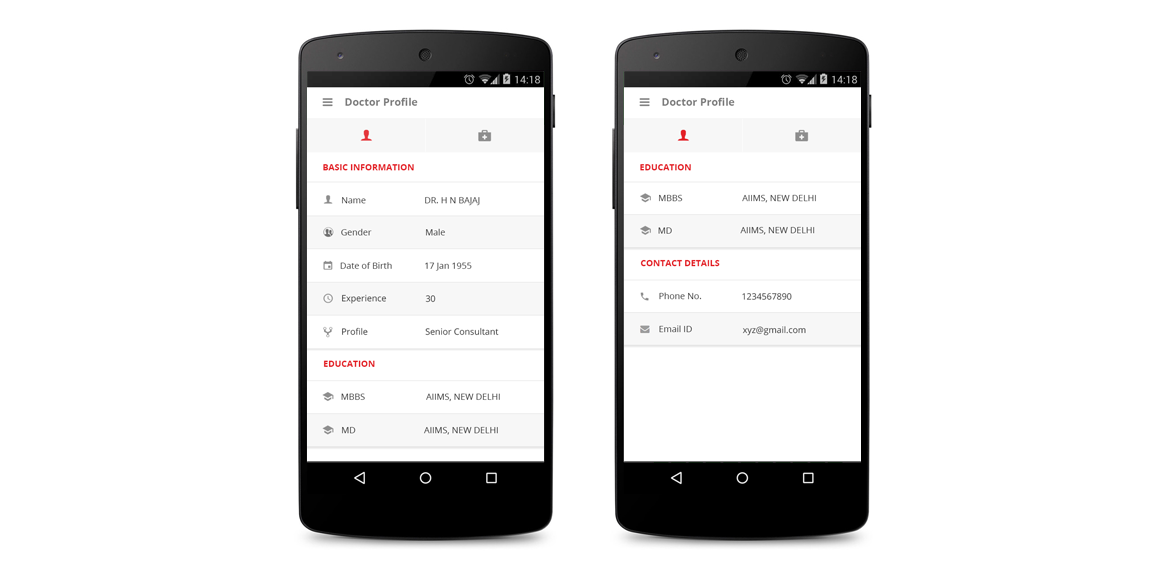 14:18
Doctor Profile
BASIC INFORMATION
Name DR. H N BAJAJ
Gender Male
Date of Birth 17 Jan 1955
Experience 30
Profile Senior Consultant
EDUCATION
MBBS AIIMS, NEW DELHI
MD AIIMS, NEW DELHI
14:18
Doctor Profile
EDUCATION
MBBS AIIMS, NEW DELHI
MD AIIMS, NEW DELHI
CONTACT DETAILS
Phone No. 1234567890
Email ID xyz@gmail.com